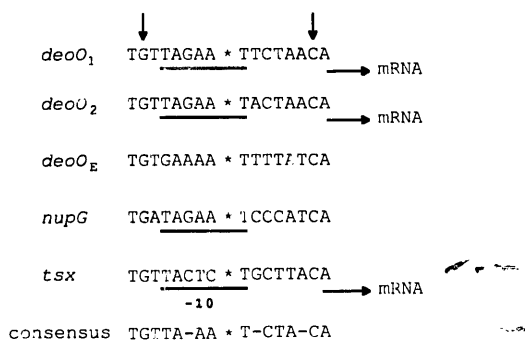 deoO1 TGTTAGAA * TTCTAACA mRNA
deoO2 TGTTAGAA * TACTAACA mRNA
deoOE TGTGAAAA * TTTTATCA
nupG TGATAGAA * TCCCATCA
tsx TGTTACTC * TGCTTACA mRNA
-10
consensus TGTTA-AA * T-CTA-CA